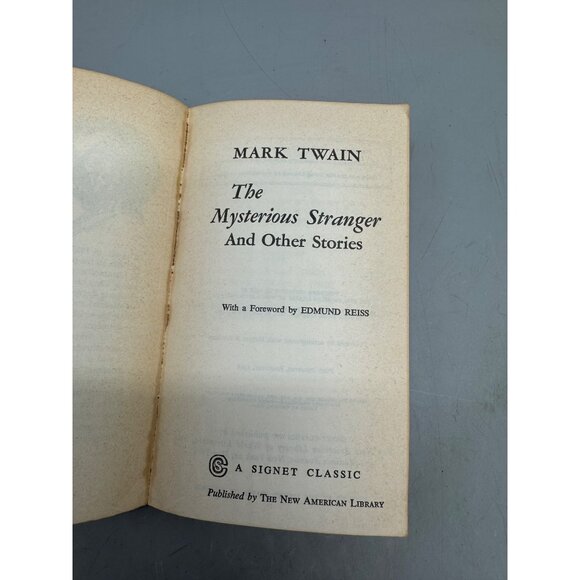 MARK TWAIN
The
Mysterious Stranger
And Other Stories
With a Foreword by EDMUND REISS
CS A SIGNET CLASSIC
Published by THE NEW AMERICAN LIBRARY